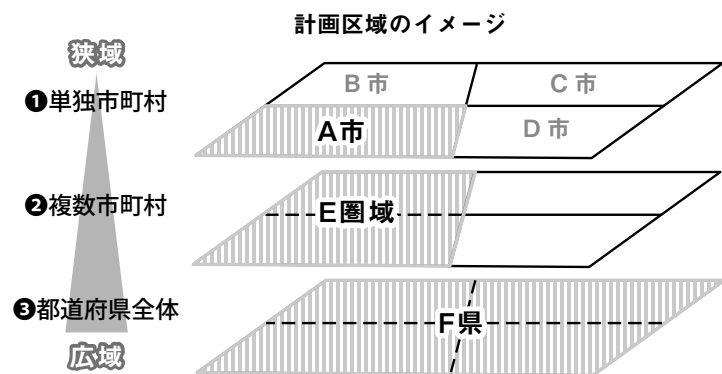 計画区域のイメージ
狭域
❶単独市町村
B市
C市
A市
D市
❷複数市町村
E圏域
❸都道府県全体
F県
広域